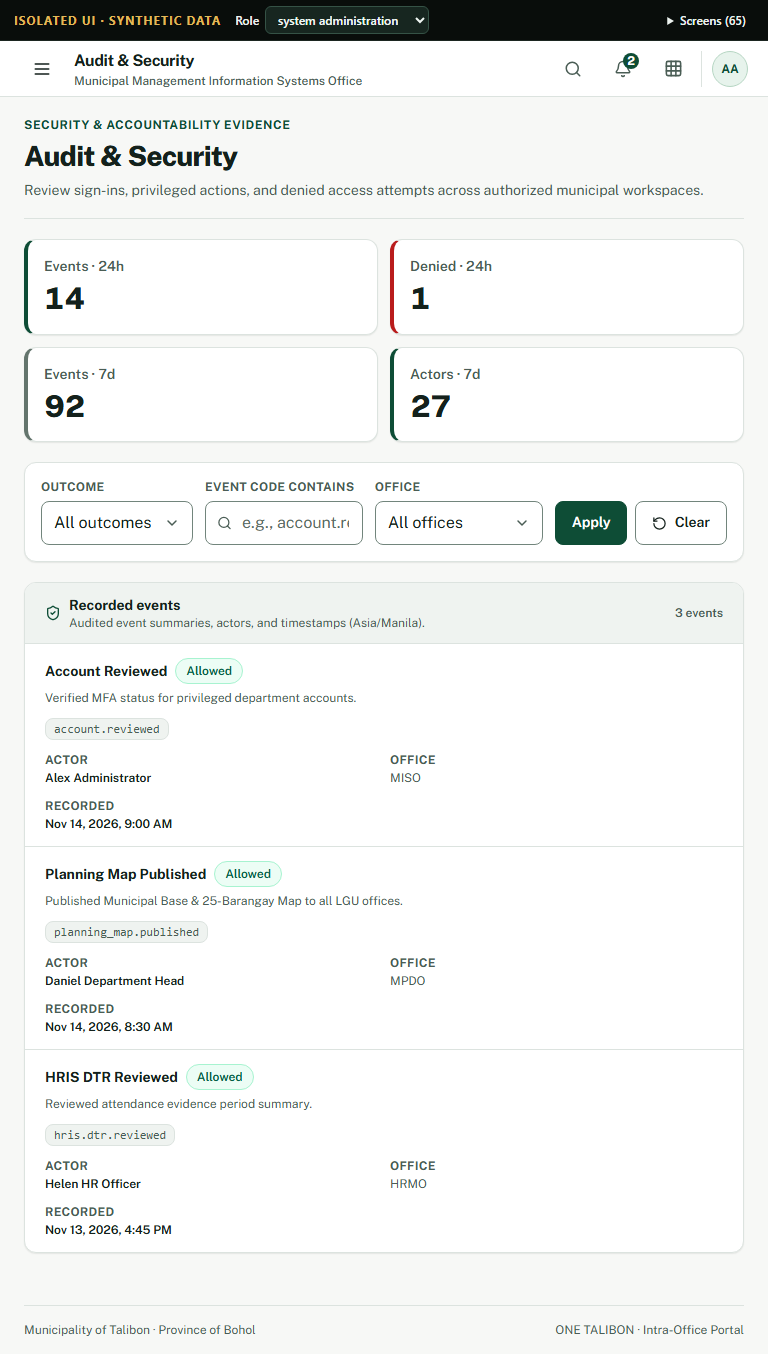 ISOLATED UI · SYNTHETIC DATA Role system administration ▶ Screens (65)
Audit & Security
Municipal Management Information Systems Office
2
AA
SECURITY & ACCOUNTABILITY EVIDENCE
Audit & Security
Review sign-ins, privileged actions, and denied access attempts across authorized municipal workspaces.
Events · 24h
14
Denied · 24h
1
Events · 7d
92
Actors · 7d
27
OUTCOME EVENT CODE CONTAINS OFFICE
All outcomes e.g., account.re All offices Apply Clear
Recorded events
Audited event summaries, actors, and timestamps (Asia/Manila).
3 events
Account Reviewed Allowed
Verified MFA status for privileged department accounts.
account.reviewed
ACTOR OFFICE
Alex Administrator MISO
RECORDED
Nov 14, 2026, 9:00 AM
Planning Map Published Allowed
Published Municipal Base & 25-Barangay Map to all LGU offices.
planning_map.published
ACTOR OFFICE
Daniel Department Head MPDO
RECORDED
Nov 14, 2026, 8:30 AM
HRIS DTR Reviewed Allowed
Reviewed attendance evidence period summary.
hris.dtr.reviewed
ACTOR OFFICE
Helen HR Officer HRMO
RECORDED
Nov 13, 2026, 4:45 PM
Municipality of Talibon · Province of Bohol ONE TALIBON · Intra-Office Portal